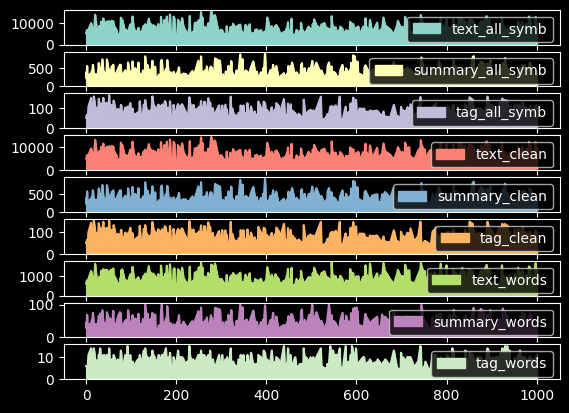 10000
0
text_all_symb
500
0
summary_all_symb
100
0
tag_all_symb
10000
0
text_clean
500
0
summary_clean
100
0
tag_clean
1000
0
text_words
100
0
summary_words
10
0
tag_words
0 200 400 600 800 1000